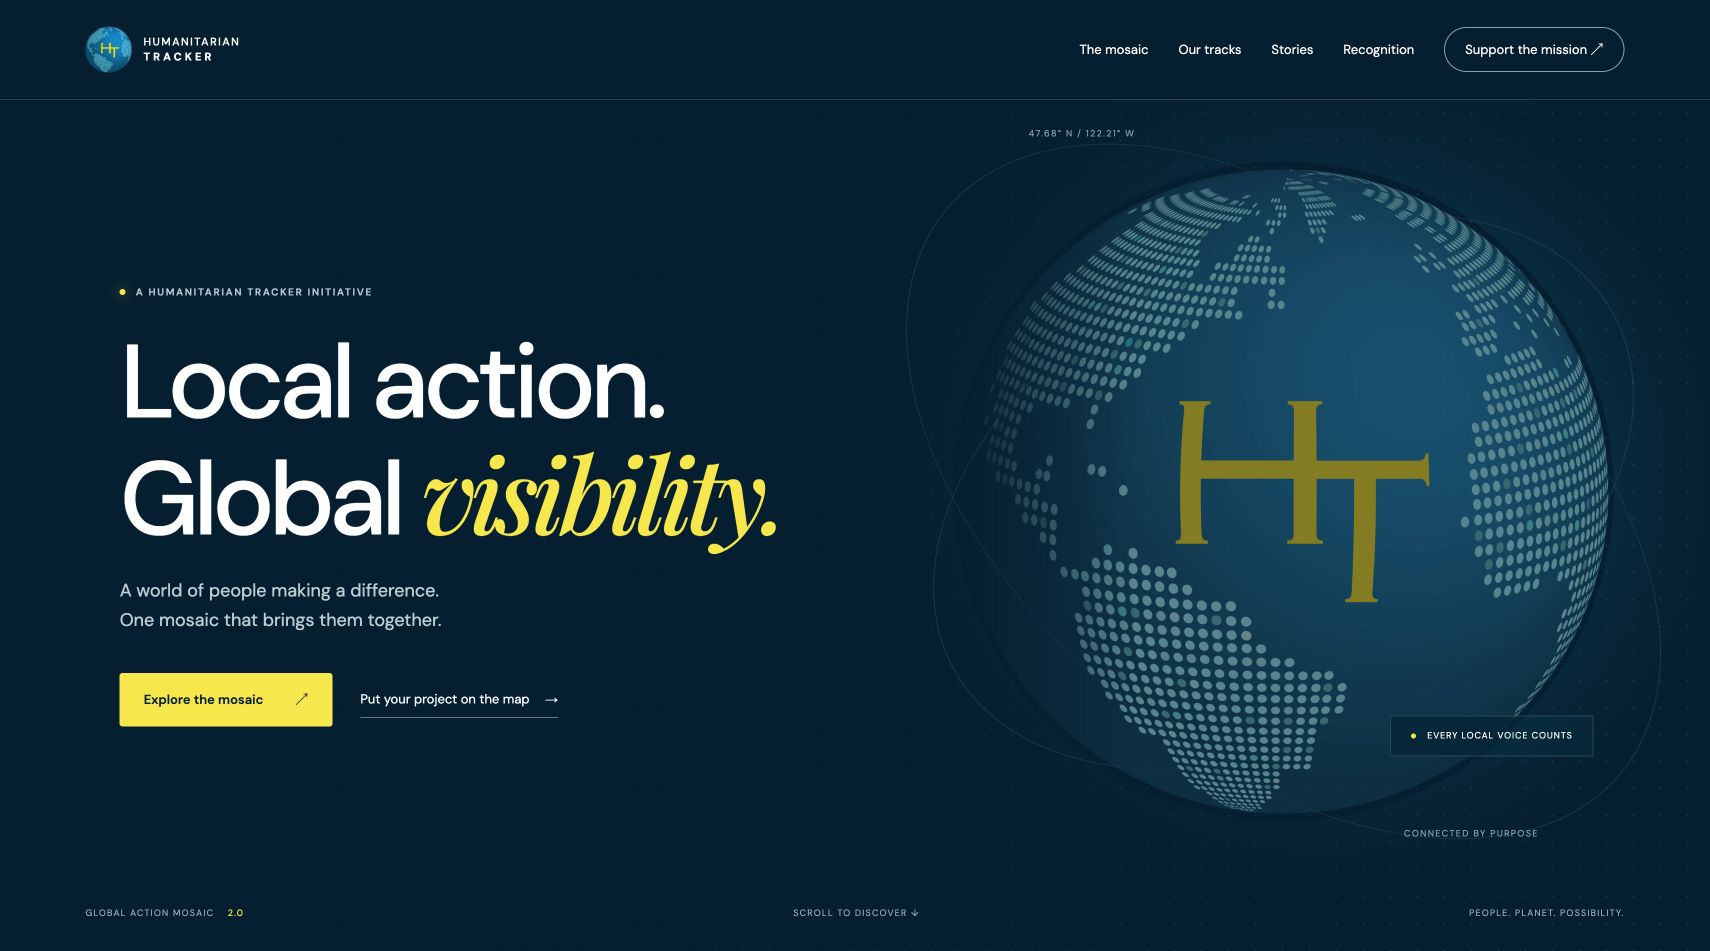 HT
HUMANITARIAN
TRACKER
The mosaic
Our tracks
Stories
Recognition
Support the mission ↗
47.68° N / 122.21° W
A HUMANITARIAN TRACKER INITIATIVE
Local action.
Global visibility.
A world of people making a difference.
One mosaic that brings them together.
Explore the mosaic ↗
Put your project on the map →
HT
EVERY LOCAL VOICE COUNTS
CONNECTED BY PURPOSE
GLOBAL ACTION MOSAIC 2.0
SCROLL TO DISCOVER ↓
PEOPLE. PLANET. POSSIBILITY.